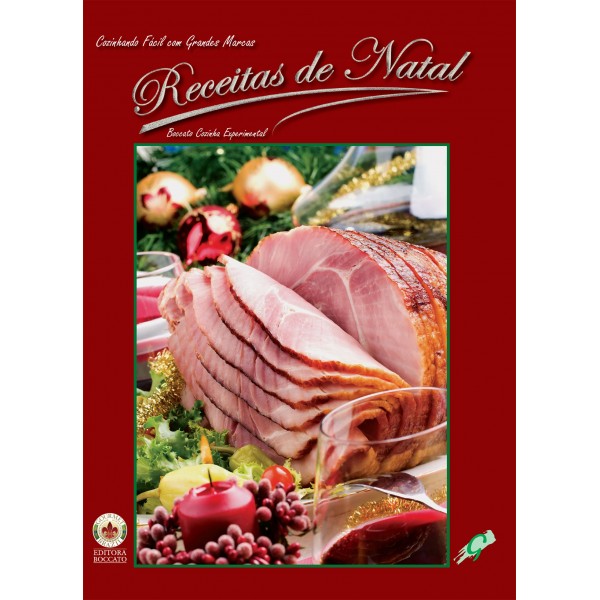 Cozinhando Fácil com Grandes Marcas
Receitas de Natal
Boccato Cozinha Experimental
EDITORA
BOCCATO
G